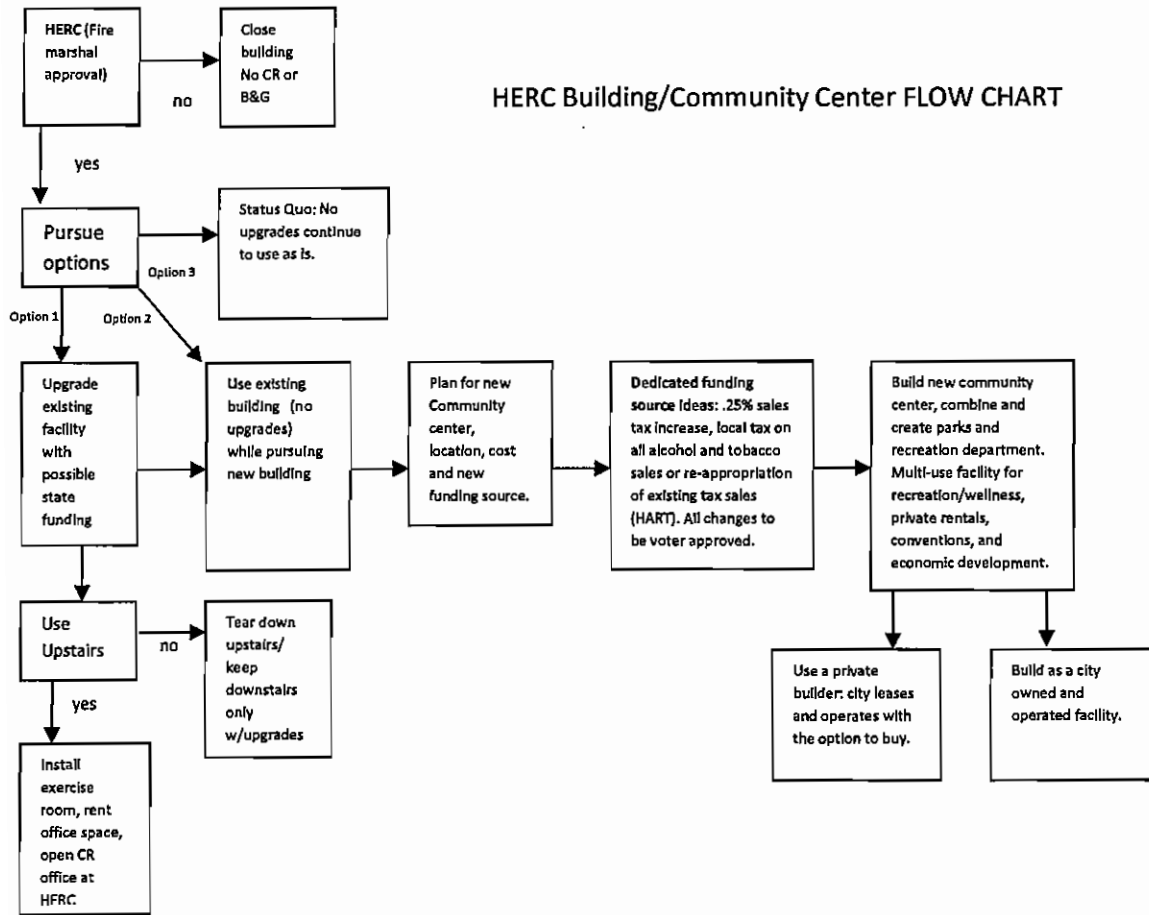 HERC (Fire
marshal
approval)
no
Close
building
No CR or
B&G
HERC Building/Community Center FLOW CHART
yes
Pursue
options
Option 3
Status Quo: No
upgrades continue
to use as is.
Option 1
Option 2
Upgrade
existing
facility
with
possible
state
funding
Use existing
building (no
upgrades)
while pursuing
new building
Plan for new
Community
center,
location, cost
and new
funding source.
Dedicated funding
source ideas: .25% sales
tax increase, local tax on
all alcohol and tobacco
sales or re-appropriation
of existing tax sales
(HART). All changes to
be voter approved.
Build new community
center, combine and
create parks and
recreation department.
Multi-use facility for
recreation/wellness,
private rentals,
conventions, and
economic development.
Use
Upstairs
no
Tear down
upstairs/
keep
downstairs
only
w/upgrades
yes
Install
exercise
room, rent
office space,
open CR
office at
HERC
Use a private
builder: city leases
and operates with
the option to buy.
Build as a city
owned and
operated facility.